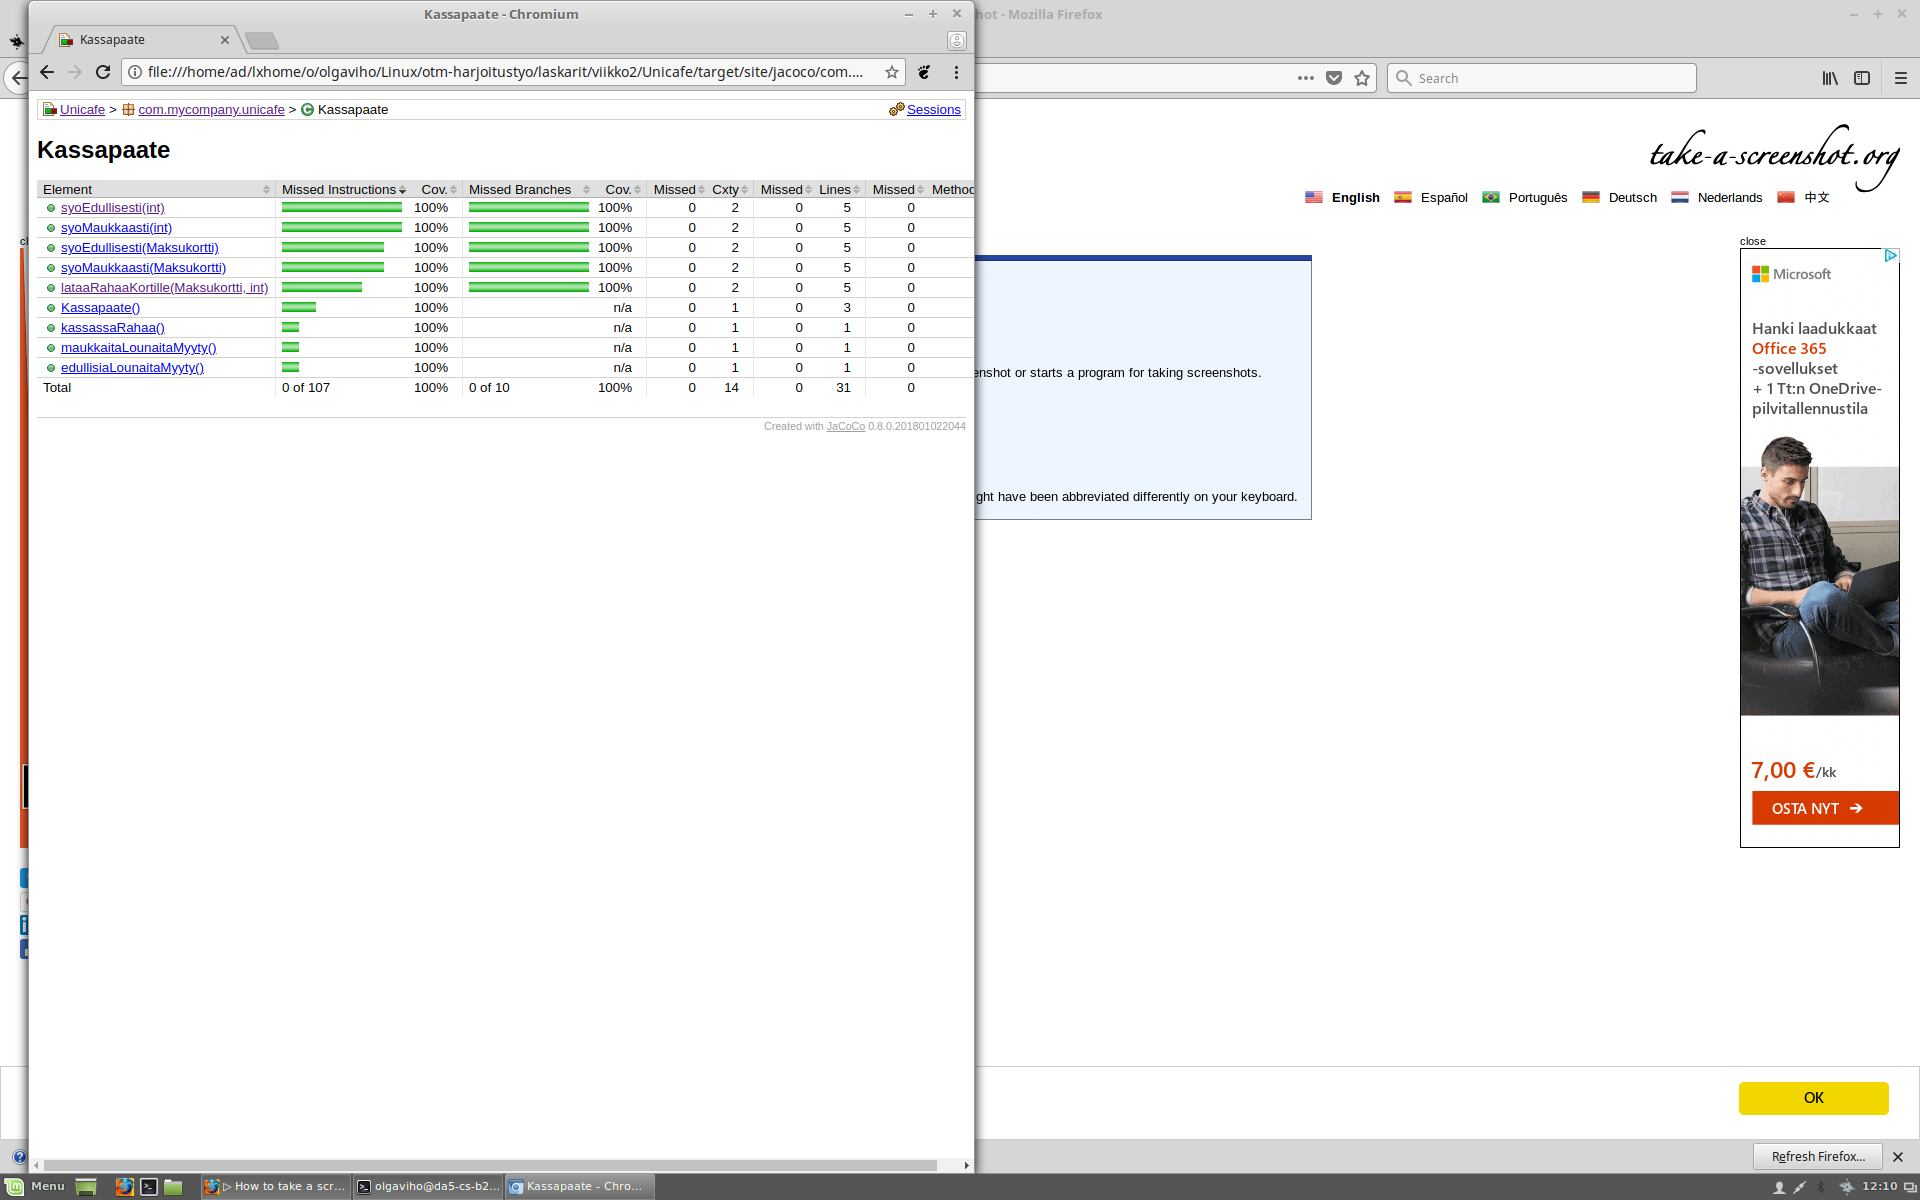 Kassapaate - Chromium
hot - Mozilla Firefox
Kassapaate
file:///home/ad/lxhome/o/olgaviho/Linux/otm-harjoitustyo/laskarit/viikko2/Unicafe/target/site/jacoco/com....
Search
Unicafe > com.mycompany.unicafe > Kassapaate
Sessions
Kassapaate
Element Missed Instructions Cov. Missed Branches Cov. Missed Cxty Missed Lines Missed Method
syoEdullisesti(int) 100% 100% 0 2 0 5 0
syoMaukkaasti(int) 100% 100% 0 2 0 5 0
syoEdullisesti(Maksukortti) 100% 100% 0 2 0 5 0
syoMaukkaasti(Maksukortti) 100% 100% 0 2 0 5 0
lataaRahaaKortille(Maksukortti, int) 100% 100% 0 2 0 5 0
Kassapaate() 100% n/a 0 1 0 3 0
kassassaRahaa() 100% n/a 0 1 0 1 0
maukkaitaLounaitaMyyty() 100% n/a 0 1 0 1 0
edullisiaLounaitaMyyty() 100% n/a 0 1 0 1 0
Total 0 of 107 100% 0 of 10 100% 0 14 0 31 0
Created with JaCoCo 0.8.0.201801022044
take-a-screenshot.org
English Español Português Deutsch Nederlands 中文
cl
enshot or starts a program for taking screenshots.
ght have been abbreviated differently on your keyboard.
close
Microsoft
Hanki laadukkaat
Office 365
-sovellukset
+ 1 Tt:n OneDrive-
pilvitallennustila
7,00 €/kk
OSTA NYT
OK
Refresh Firefox...
Menu
How to take a scr...
olgaviho@da5-cs-b2...
Kassapaate - Chro...
12:10